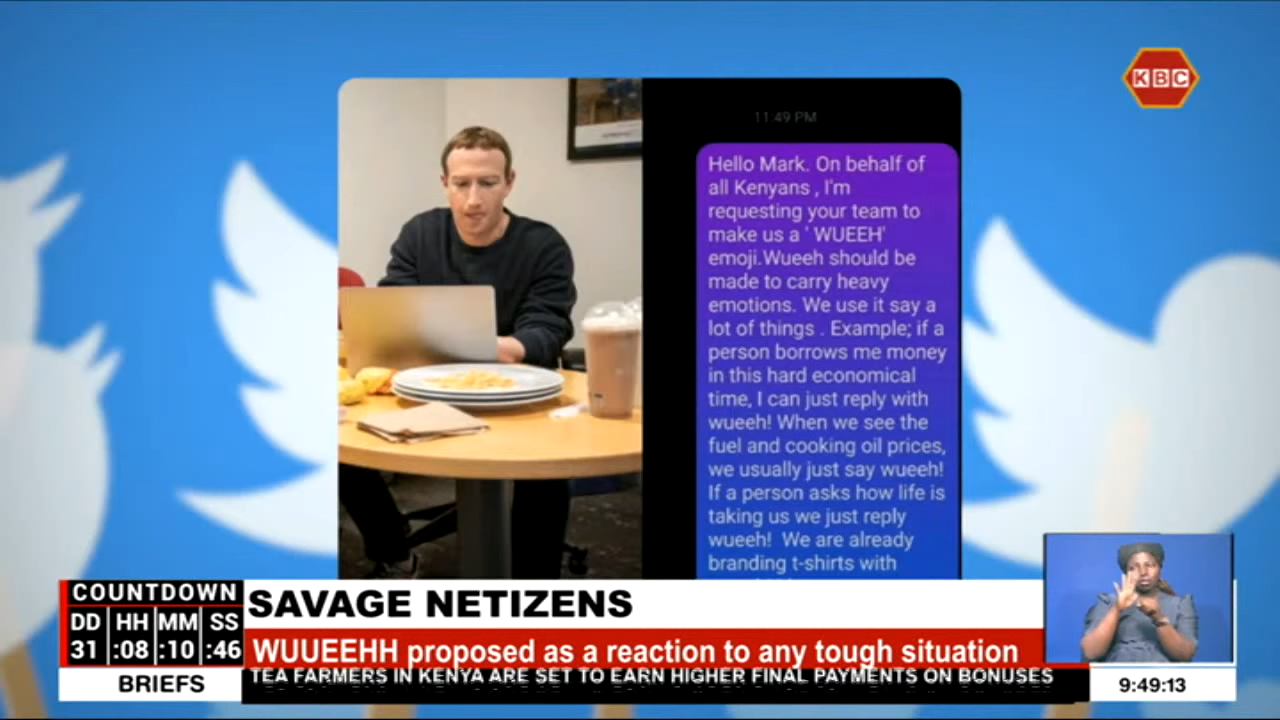 KBC
11:49 PM
Hello Mark. On behalf of
all Kenyans , I'm
requesting your team to
make us a ' WUEEH'
emoji.Wueeh should be
made to carry heavy
emotions. We use it say a
lot of things . Example; if a
person borrows me money
in this hard economical
time, I can just reply with
wueeh! When we see the
fuel and cooking oil prices,
we usually just say wueeh!
If a person asks how life is
taking us we just reply
wueeh! We are already
branding t-shirts with
COUNTDOWN
DD HH MM SS
31 :08 :10 :46
SAVAGE NETIZENS
WUUEEHH proposed as a reaction to any tough situation
BRIEFS
TEA FARMERS IN KENYA ARE SET TO EARN HIGHER FINAL PAYMENTS ON BONUSES
9:49:13